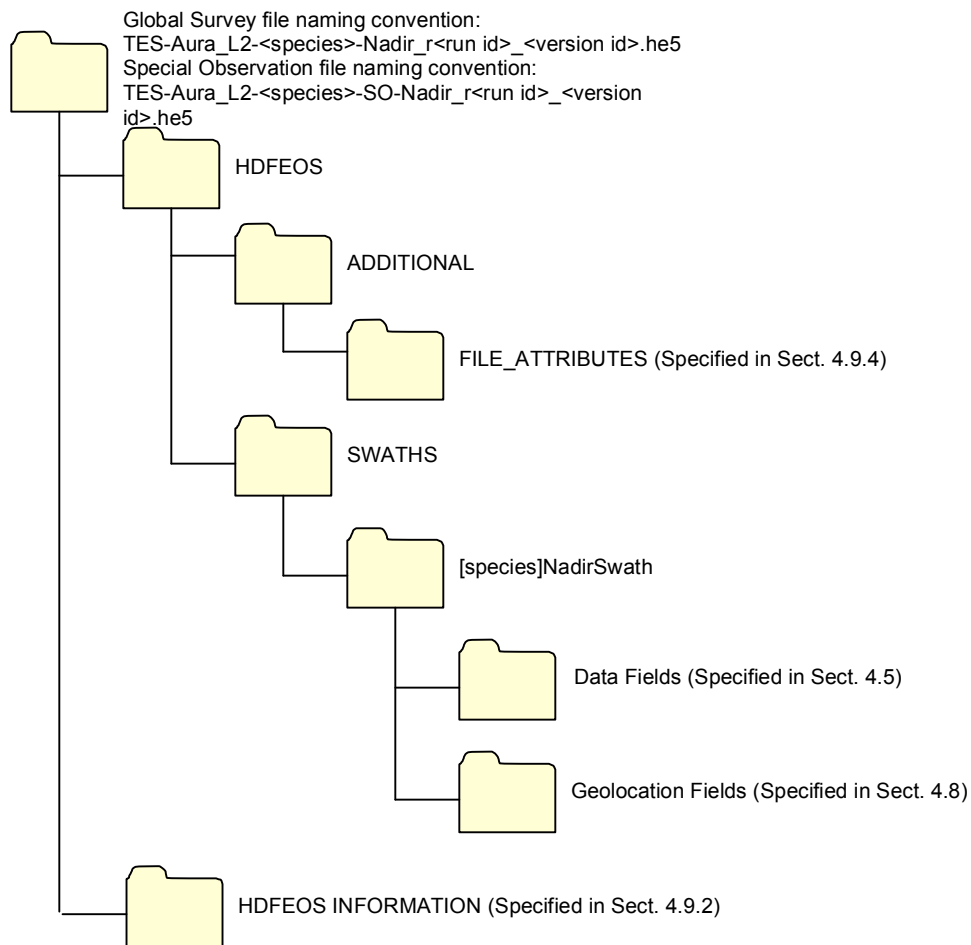 Global Survey file naming convention:
TES-Aura_L2-<species>-Nadir_r<run id>_<version id>.he5
Special Observation file naming convention:
TES-Aura_L2-<species>-SO-Nadir_r<run id>_<version
id>.he5
HDFEOS
ADDITIONAL
FILE_ATTRIBUTES (Specified in Sect. 4.9.4)
SWATHS
[species]NadirSwath
Data Fields (Specified in Sect. 4.5)
Geolocation Fields (Specified in Sect. 4.8)
HDFEOS INFORMATION (Specified in Sect. 4.9.2)